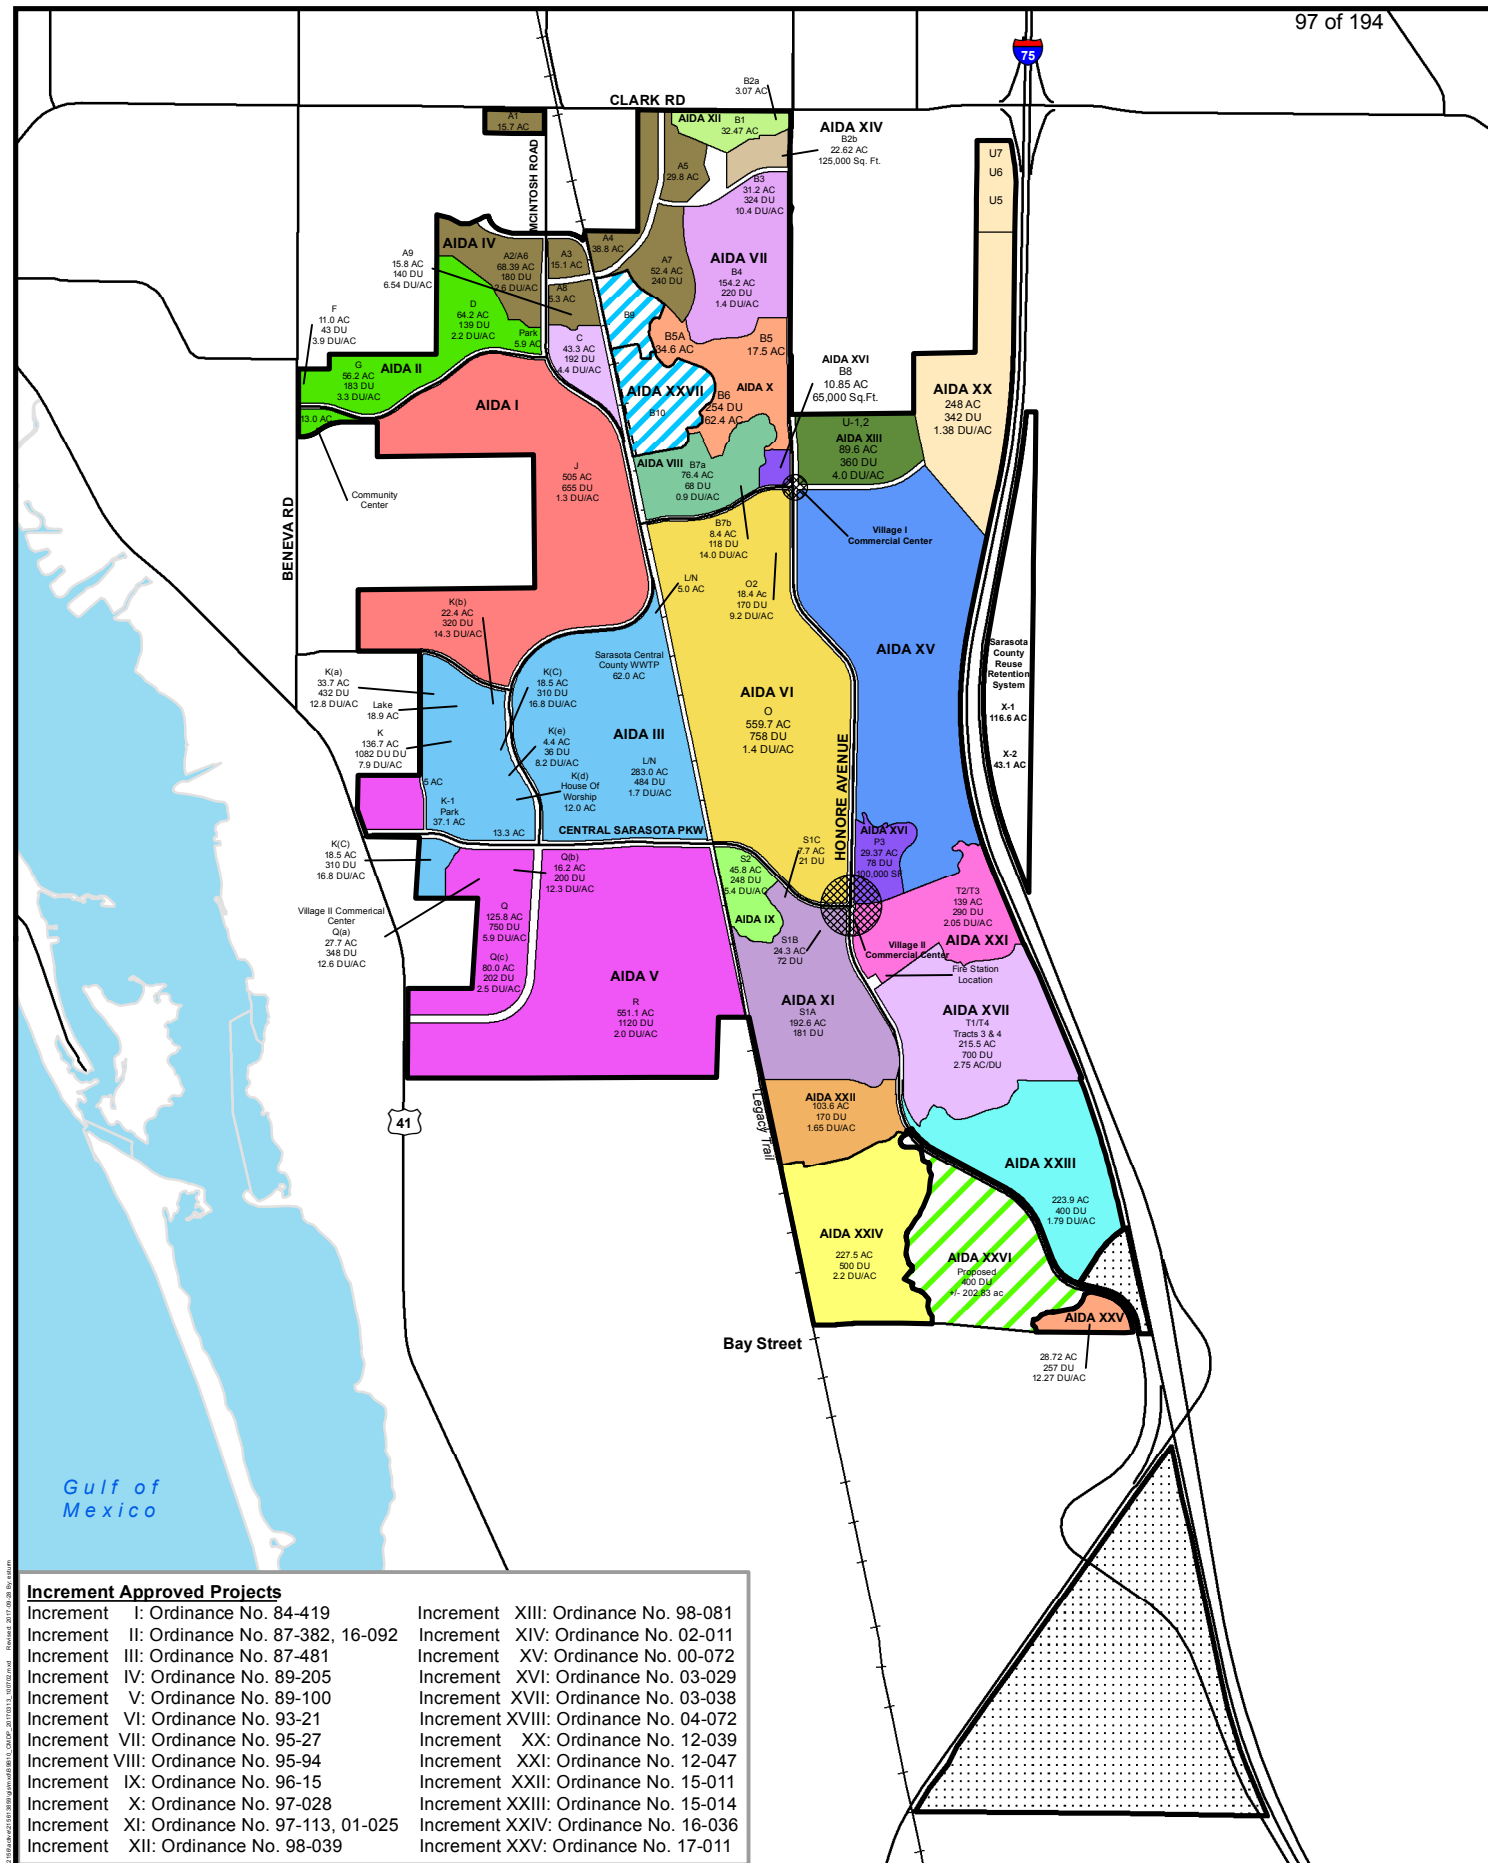 97 of 194
75
CLARK RD
B2a
3.07 AC
A1
15.7 AC
AIDA XII
B1
32.47 AC
AIDA XIV
B2b
22.62 AC
125,000 Sq. Ft.
MCINTOSH ROAD
A5
29.8 AC
B3
31.2 AC
324 DU
10.4 DU/AC
U7
U6
U5
AIDA IV
A9
15.8 AC
140 DU
6.54 DU/AC
A2/A6
68.39 AC
180 DU
2.6 DU/AC
A3
15.1 AC
A4
38.8 AC
A7
52.4 AC
240 DU
AIDA VII
B4
154.2 AC
220 DU
1.4 DU/AC
A8
5.3 AC
F
11.0 AC
43 DU
3.9 DU/AC
D
64.2 AC
139 DU
2.2 DU/AC
Park
5.9 AC
C
43.3 AC
192 DU
4.4 DU/AC
B9
B5A
34.6 AC
B5
17.5 AC
G
56.2 AC
183 DU
3.3 DU/AC
AIDA II
AIDA XVI
B8
10.85 AC
65,000 Sq.Ft.
AIDA XX
248 AC
342 DU
1.38 DU/AC
AIDA I
AIDA XXVII
B10
AIDA X
B6
254 DU
62.4 AC
13.0 AC
U-1,2
AIDA XIII
89.6 AC
360 DU
4.0 DU/AC
Community
Center
J
505 AC
655 DU
1.3 DU/AC
AIDA VIII
B7a
76.4 AC
68 DU
0.9 DU/AC
BENEVA RD
B7b
8.4 AC
118 DU
14.0 DU/AC
Village I
Commercial Center
L/N
5.0 AC
O2
18.4 Ac
170 DU
9.2 DU/AC
K(b)
22.4 AC
320 DU
14.3 DU/AC
Sarasota Central
County WWTP
62.0 AC
AIDA XV
Sarasota
County
Reuse
Retention
System
X-1
116.6 AC
X-2
43.1 AC
K(a)
33.7 AC
432 DU
12.8 DU/AC
Lake
18.9 AC
K(C)
18.5 AC
310 DU
16.8 DU/AC
AIDA VI
O
559.7 AC
758 DU
1.4 DU/AC
K
136.7 AC
1082 DU DU
7.9 DU/AC
K(e)
4.4 AC
36 DU
8.2 DU/AC
AIDA III
L/N
283.0 AC
484 DU
1.7 DU/AC
HONORE AVENUE
K(d)
House Of
Worship
12.0 AC
5 AC
K-1
Park
37.1 AC
13.3 AC
CENTRAL SARASOTA PKW
AIDA XVI
P3
29.37 AC
78 DU
100,000 SF
K(C)
18.5 AC
310 DU
16.8 DU/AC
Q(b)
16.2 AC
200 DU
12.3 DU/AC
S2
45.8 AC
248 DU
5.4 DU/AC
AIDA IX
S1C
7.7 AC
21 DU
T2/T3
139 AC
290 DU
2.05 DU/AC
AIDA XXI
Village II Commerical
Center
Q(a)
27.7 AC
348 DU
12.6 DU/AC
Q
125.8 AC
750 DU
5.9 DU/AC
Q(c)
80.0 AC
202 DU
2.5 DU/AC
S1B
24.3 AC
72 DU
Village II
Commercial Center
Fire Station
Location
AIDA V
R
551.1 AC
1120 DU
2.0 DU/AC
AIDA XI
S1A
192.6 AC
181 DU
AIDA XVII
T1/T4
Tracts 3 & 4
215.5 AC
700 DU
2.75 AC/DU
41
Legacy Trail
AIDA XXII
103.6 AC
170 DU
1.65 DU/AC
AIDA XXIII
223.9 AC
400 DU
1.79 DU/AC
AIDA XXIV
227.5 AC
500 DU
2.2 DU/AC
AIDA XXVI
Proposed
400 DU
+/- 202.83 ac
AIDA XXV
Bay Street
28.72 AC
257 DU
12.27 DU/AC
Gulf of
Mexico
Increment Approved Projects
Increment I: Ordinance No. 84-419
Increment II: Ordinance No. 87-382, 16-092
Increment III: Ordinance No. 87-481
Increment IV: Ordinance No. 89-205
Increment V: Ordinance No. 89-100
Increment VI: Ordinance No. 93-21
Increment VII: Ordinance No. 95-27
Increment VIII: Ordinance No. 95-94
Increment IX: Ordinance No. 96-15
Increment X: Ordinance No. 97-028
Increment XI: Ordinance No. 97-113, 01-025
Increment XII: Ordinance No. 98-039
Increment XIII: Ordinance No. 98-081
Increment XIV: Ordinance No. 02-011
Increment XV: Ordinance No. 00-072
Increment XVI: Ordinance No. 03-029
Increment XVII: Ordinance No. 03-038
Increment XVIII: Ordinance No. 04-072
Increment XX: Ordinance No. 12-039
Increment XXI: Ordinance No. 12-047
Increment XXII: Ordinance No. 15-011
Increment XXIII: Ordinance No. 15-014
Increment XXIV: Ordinance No. 16-036
Increment XXV: Ordinance No. 17-011